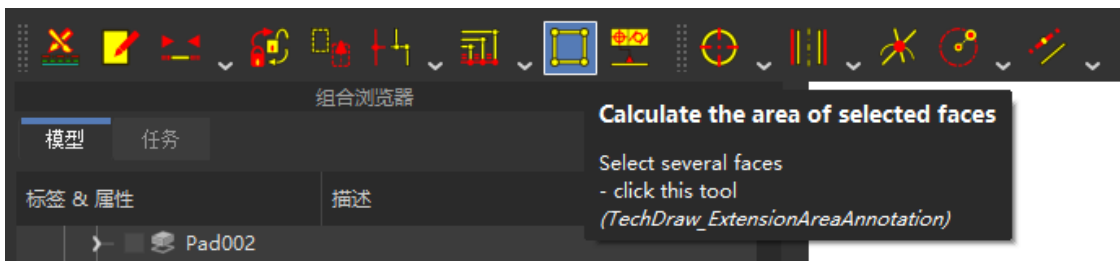 组合浏览器
模型
任务
标签 & 属性
描述
Pad002
Calculate the area of selected faces
Select several faces
- click this tool
(TechDraw_ExtensionAreaAnnotation)